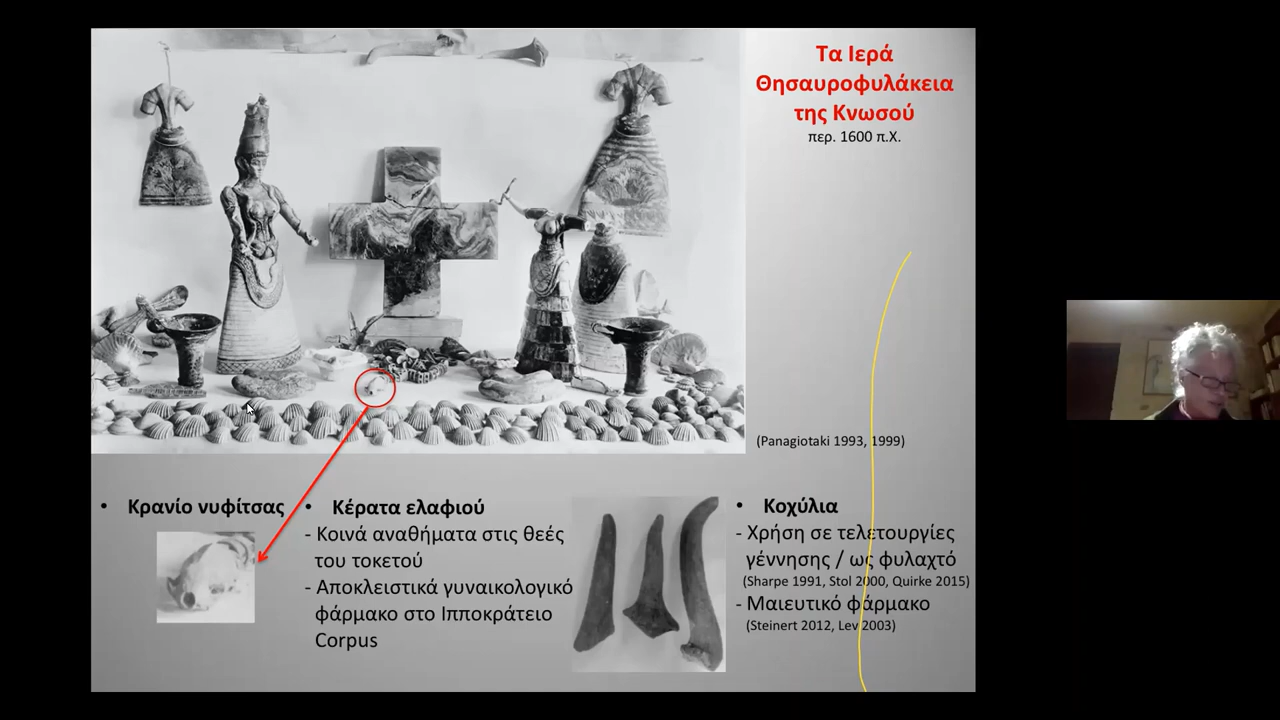 Τα Ιερά
Θησαυροφυλάκεια
της Κνωσού
περ. 1600 π.Χ.
(Panagiotaki 1993, 1999)
• Κρανίο νυφίτσας
• Κέρατα ελαφιού
- Κοινά αναθήματα στις θεές
του τοκετού
- Αποκλειστικά γυναικολογικό
φάρμακο στο Ιπποκράτειο
Corpus
• Κοχύλια
- Χρήση σε τελετουργίες
γέννησης / ως φυλαχτό
(Sharpe 1991, Stol 2000, Quirke 2015)
- Μαιευτικό φάρμακο
(Steinert 2012, Lev 2003)